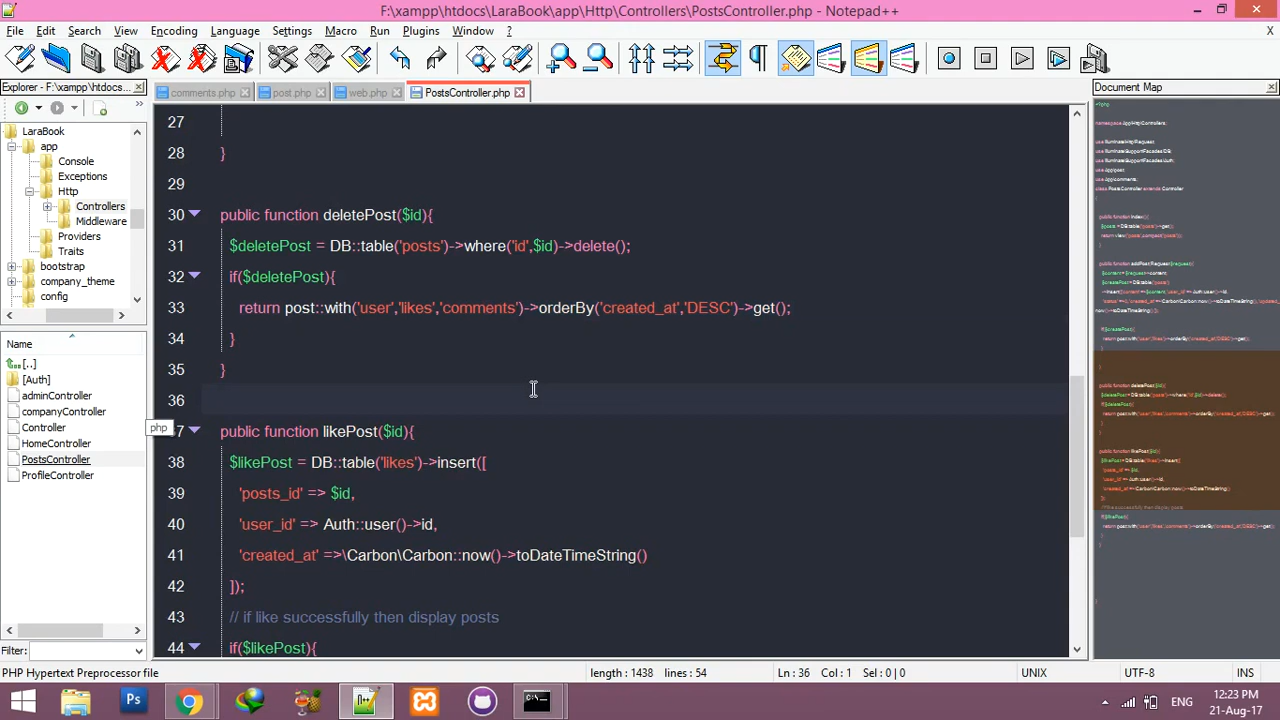 F:\xampp\htdocs\LaraBook\app\Http\Controllers\PostsController.php - Notepad++
File Edit Search View Encoding Language Settings Macro Run Plugins Window ? X
Explorer - F:\xampp\htdocs...
comments.php post.php web.php PostsController.php
Document Map
LaraBook
app
Console
Exceptions
Http
Controllers
Middleware
Providers
Traits
bootstrap
company_theme
config
Name
[..]
[Auth]
adminController
companyController
Controller
HomeController
PostsController
ProfileController
Filter:
php
27
28 }
29
30 public function deletePost($id){
31 $deletePost = DB::table('posts')->where('id',$id)->delete();
32 if($deletePost){
33 return post::with('user','likes','comments')->orderBy('created_at','DESC')->get();
34 }
35 }
36
37 public function likePost($id){
38 $likePost = DB::table('likes')->insert([
39 'posts_id' => $id,
40 'user_id' => Auth::user()->id,
41 'created_at' =>\Carbon\Carbon::now()->toDateTimeString()
42 ]);
43 // if like successfully then display posts
44 if($likePost){
PHP Hypertext Preprocessor file length : 1438 lines : 54 Ln : 36 Col : 1 Sel : 0 | 0 UNIX UTF-8 INS
Ps
ENG
12:23 PM
21-Aug-17